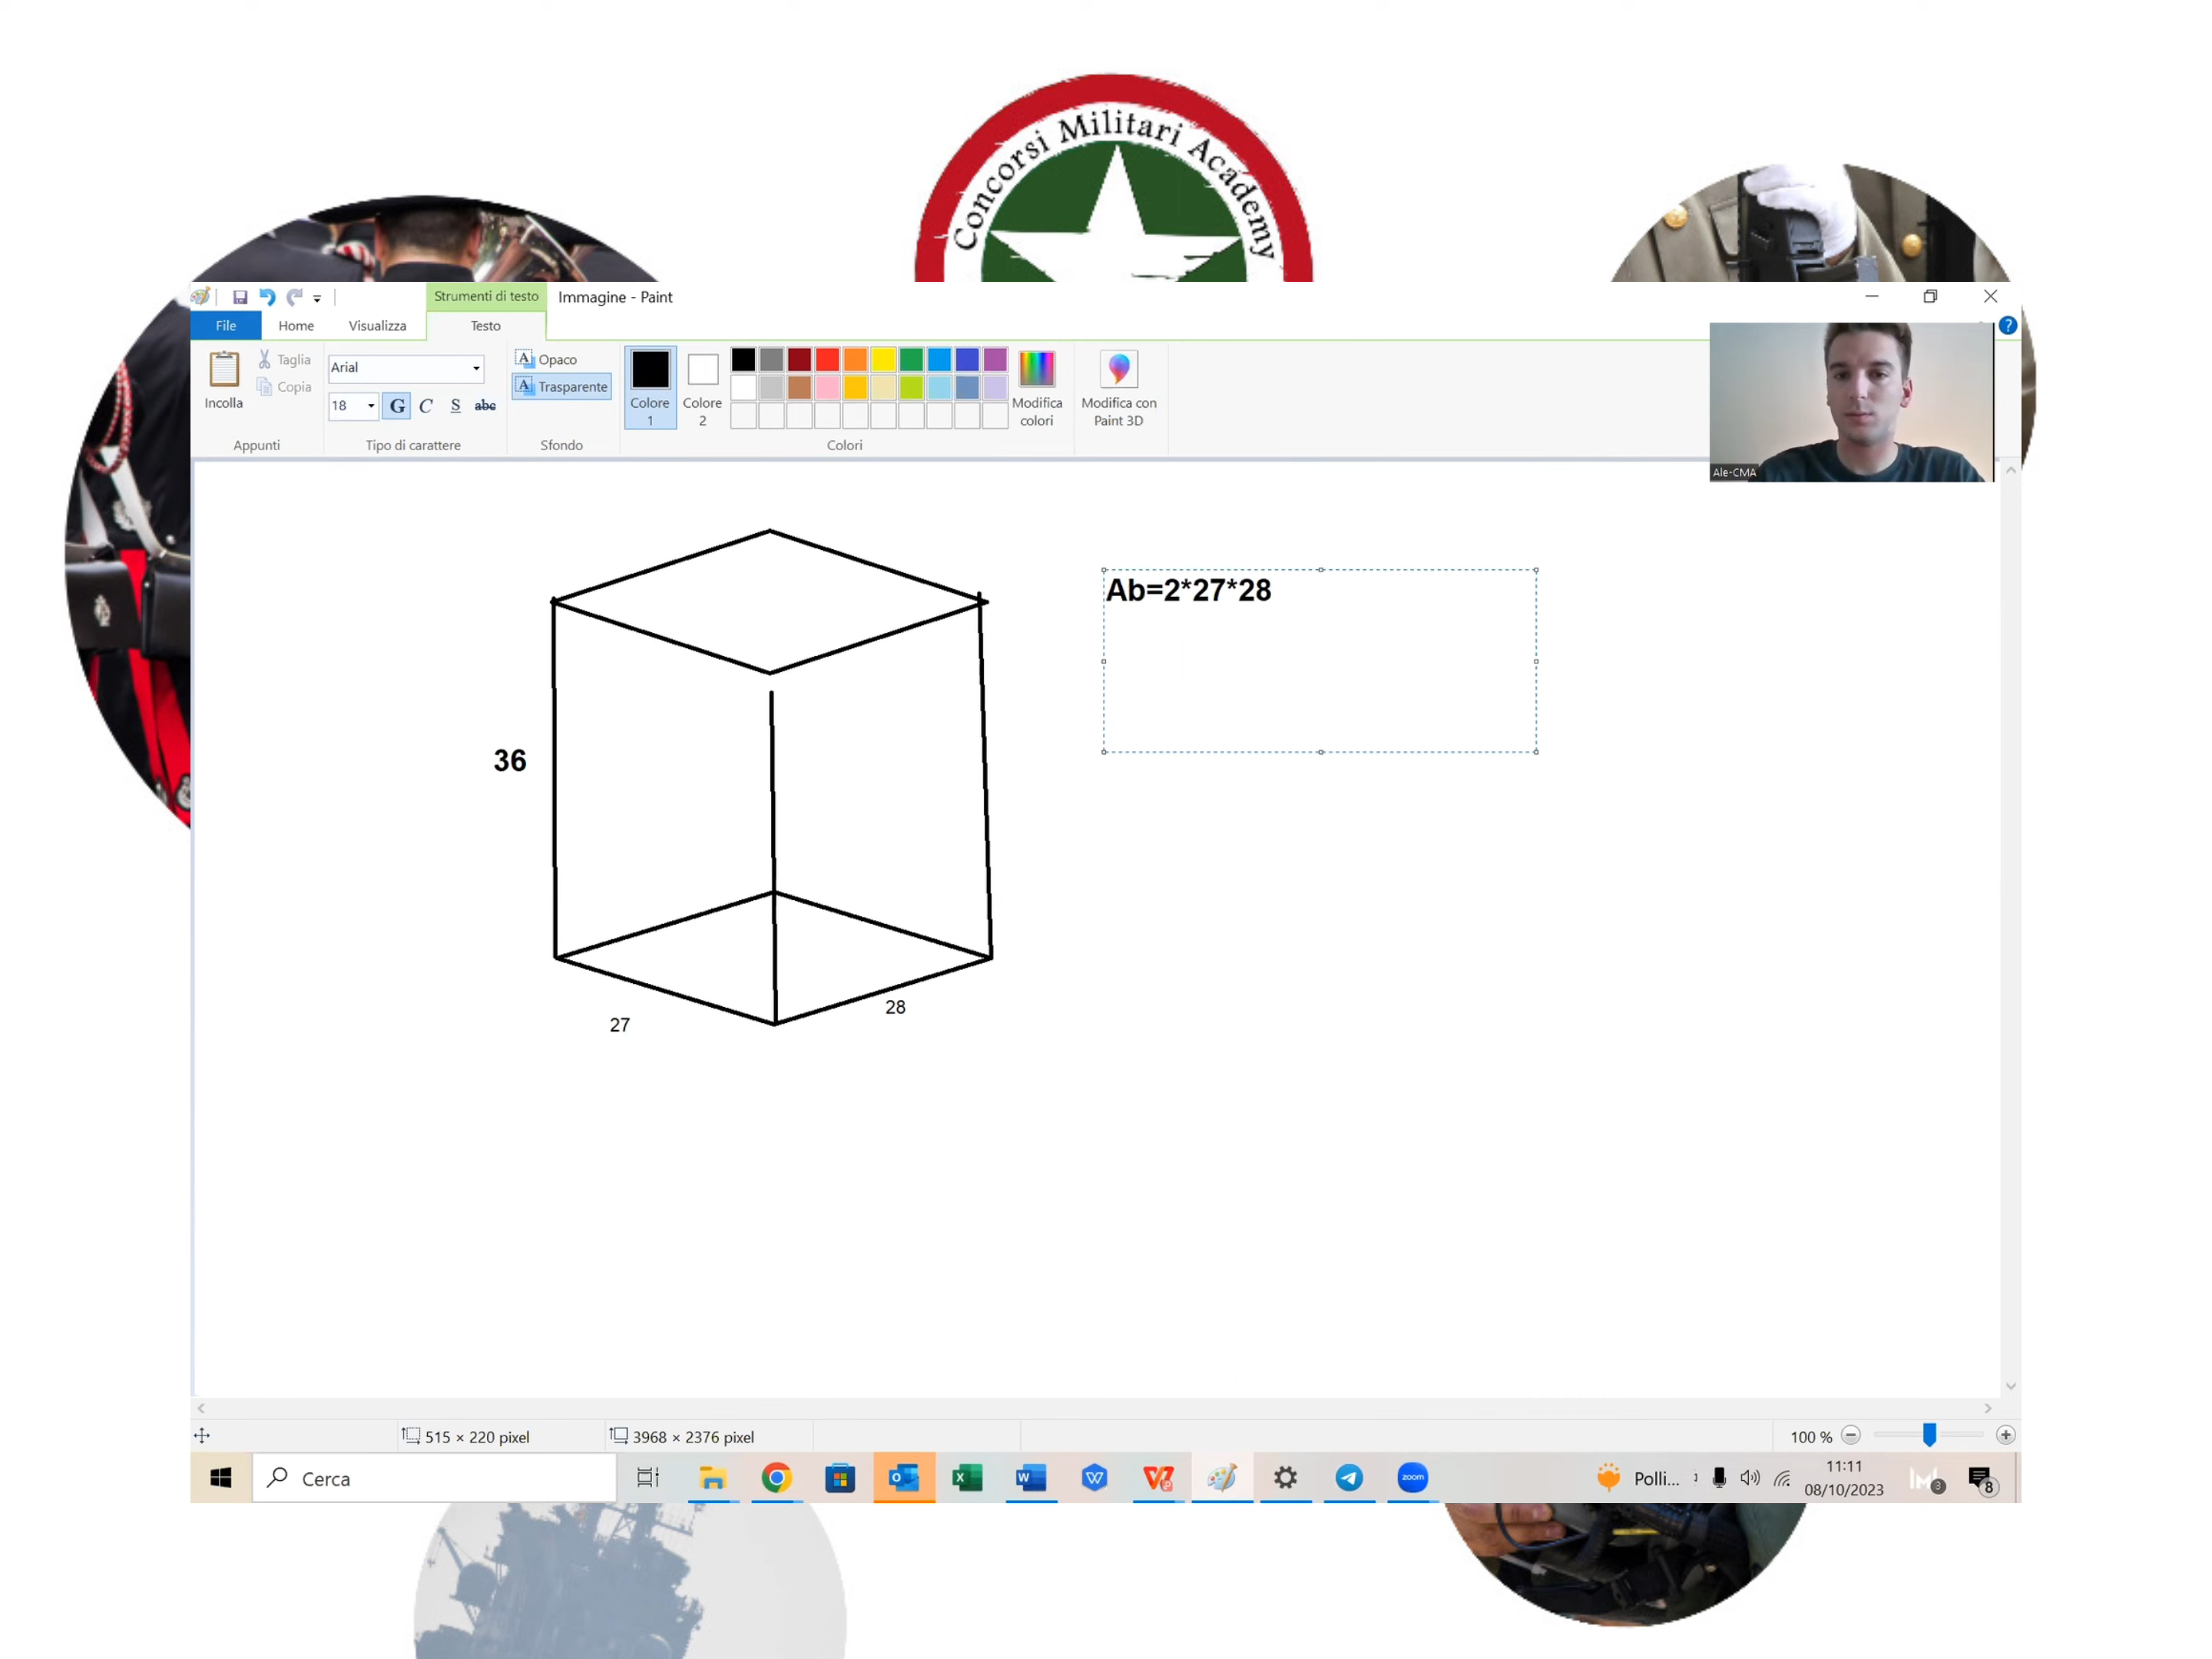 Concorsi Militari Academy
Strumenti di testo
Immagine - Paint
File
Home
Visualizza
Testo
?
Incolla
Taglia
Copia
Appunti
Arial
18
G C S abc
Tipo di carattere
Opaco
Trasparente
Sfondo
Colore 1
Colore 2
Colori
Modifica colori
Modifica con Paint 3D
Ale-CMA
Ab=2*27*28
36
27
28
515 × 220 pixel
3968 × 2376 pixel
100 %
Cerca
zoom
Polli...
11:11
08/10/2023
3
8